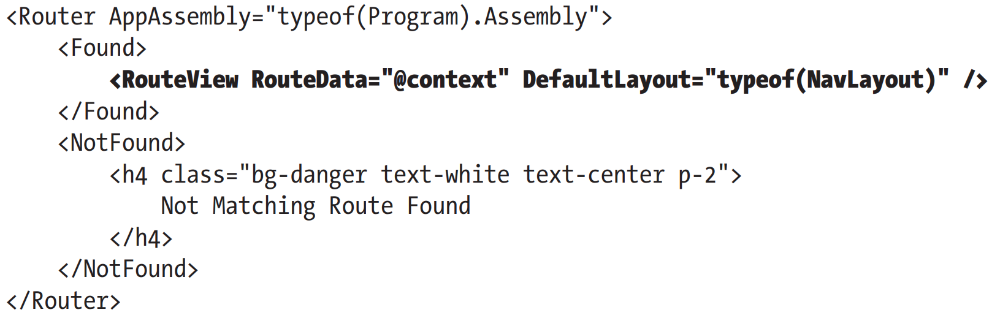 <Router AppAssembly="typeof(Program).Assembly">
    <Found>
        <RouteView RouteData="@context" DefaultLayout="typeof(NavLayout)" />
    </Found>
    <NotFound>
        <h4 class="bg-danger text-white text-center p-2">
            Not Matching Route Found
        </h4>
    </NotFound>
</Router>